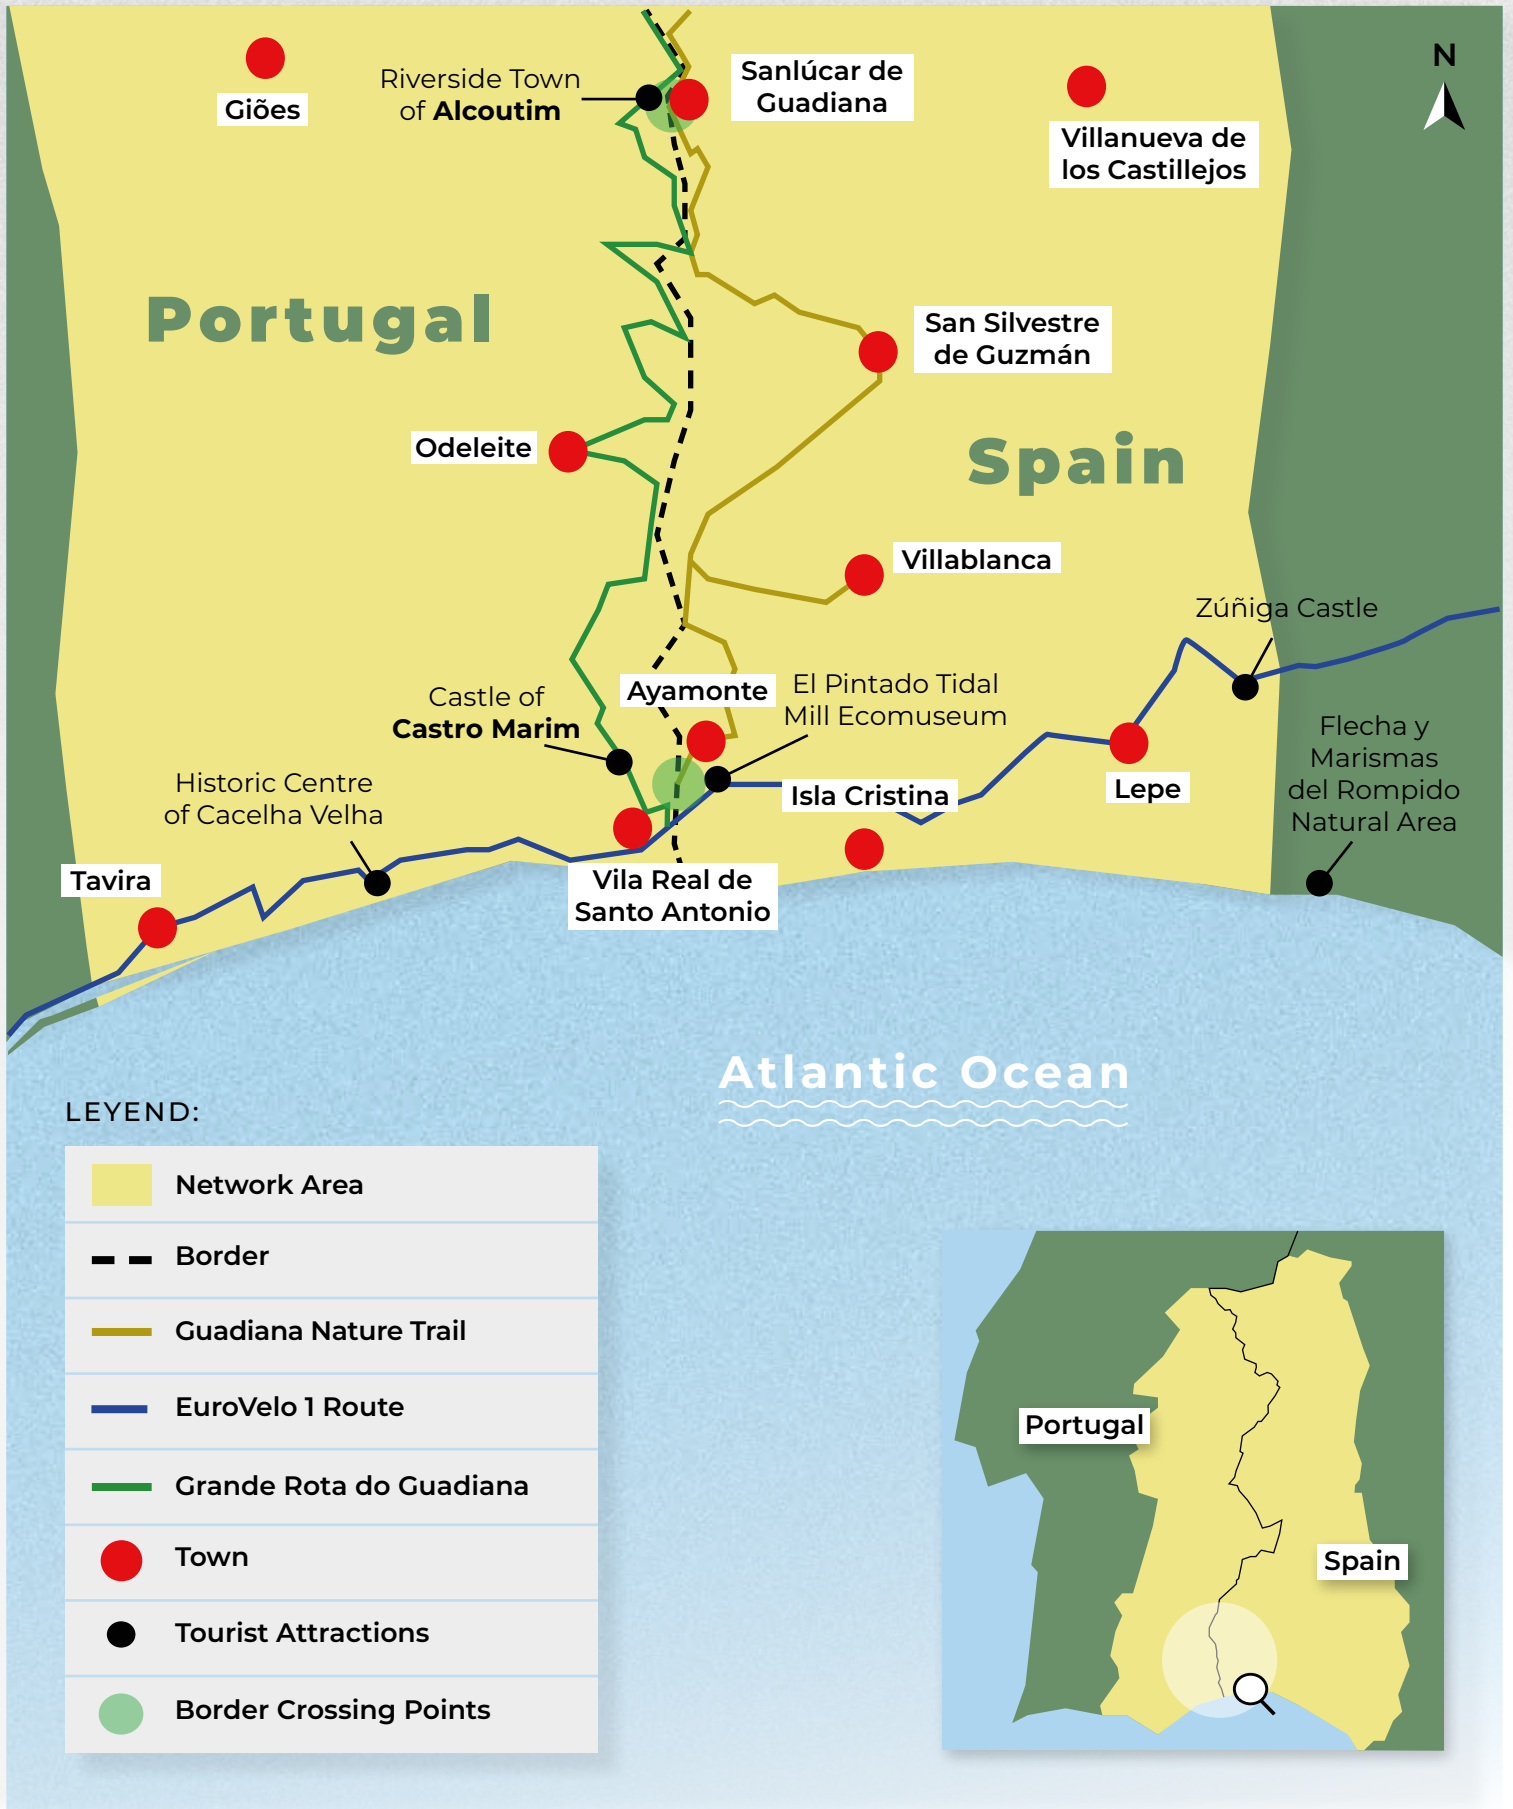 N
Giões
Riverside Town
of Alcoutim
Sanlúcar de
Guadiana
Villanueva de
los Castillejos
Portugal
San Silvestre
de Guzmán
Odeleite
Spain
Villablanca
Zúñiga Castle
Ayamonte
El Pintado Tidal
Mill Ecomuseum
Castle of
Castro Marim
Flecha y
Marismas
del Rompido
Natural Area
Historic Centre
of Cacelha Velha
Isla Cristina
Lepe
Tavira
Vila Real de
Santo Antonio
Atlantic Ocean
LEYEND:
Network Area
Border
Guadiana Nature Trail
EuroVelo 1 Route
Grande Rota do Guadiana
Town
Tourist Attractions
Border Crossing Points
Portugal
Spain